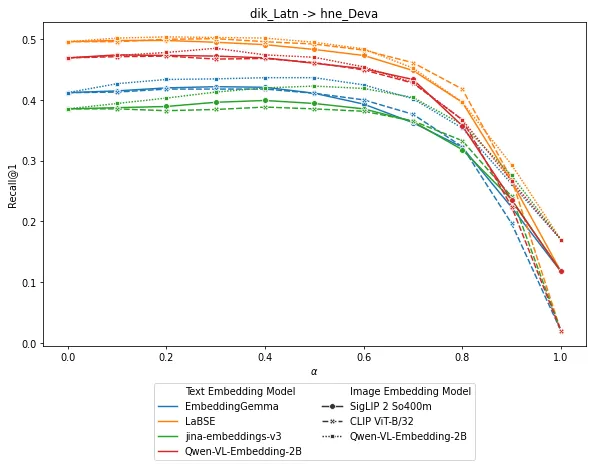 dik_Latn -> hne_Deva
Recall@1
0.5
0.4
0.3
0.2
0.1
0.0
0.0 0.2 0.4 0.6 0.8 1.0
α
Text Embedding Model
EmbeddingGemma
LaBSE
jina-embeddings-v3
Qwen-VL-Embedding-2B
Image Embedding Model
SigLIP 2 So400m
CLIP ViT-B/32
Qwen-VL-Embedding-2B